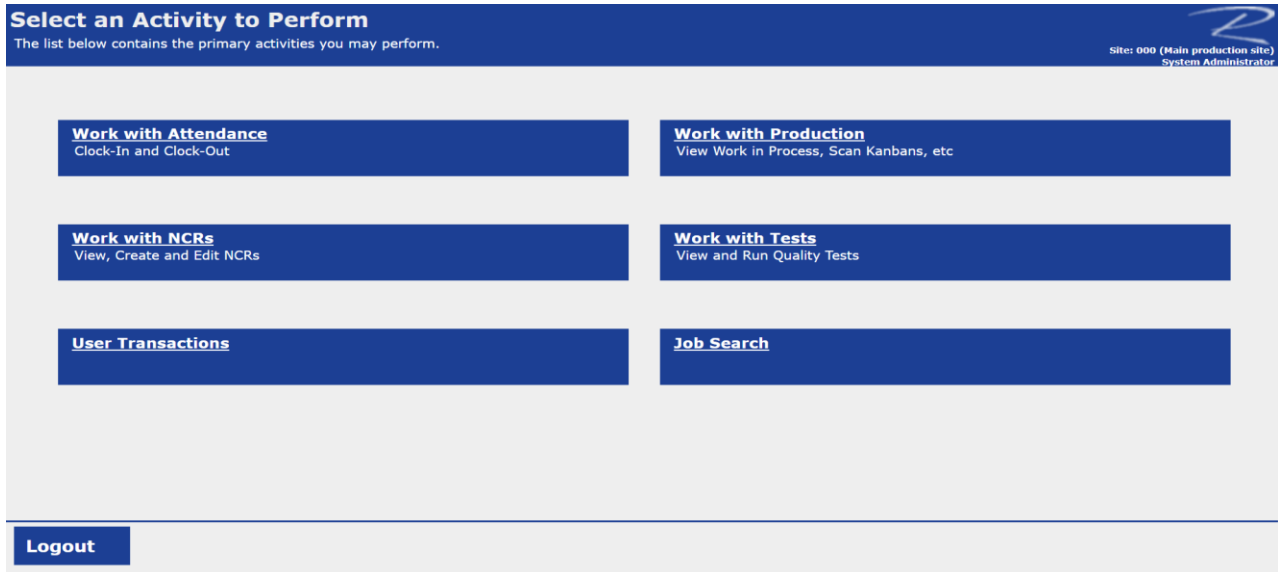 Select an Activity to Perform
The list below contains the primary activities you may perform.
Site: 000 (Main production site)
System Administrator
Work with Attendance
Clock-In and Clock-Out
Work with Production
View Work in Process, Scan Kanbans, etc
Work with NCRs
View, Create and Edit NCRs
Work with Tests
View and Run Quality Tests
User Transactions
Job Search
Logout